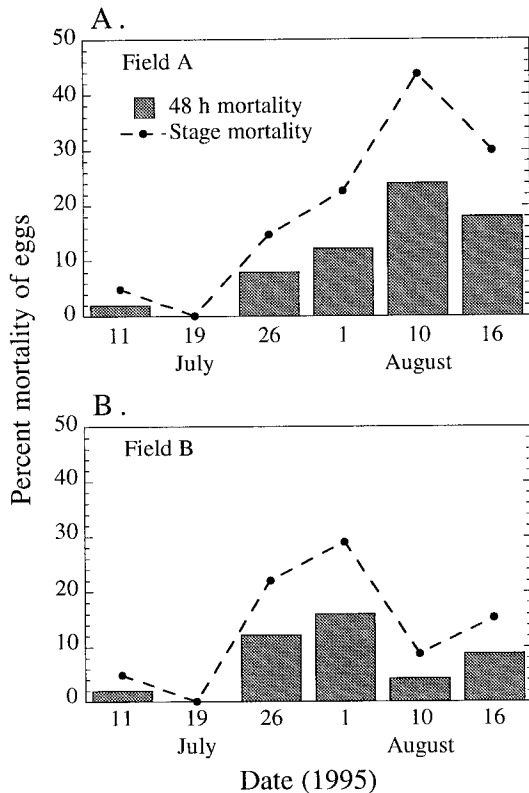 A.
50
Field A
40
48 h mortality
Stage mortality
30
20
10
0
11 19 26 1 10 16
July August
Percent mortality of eggs
B.
50
Field B
40
30
20
10
0
11 19 26 1 10 16
July August
Date (1995)